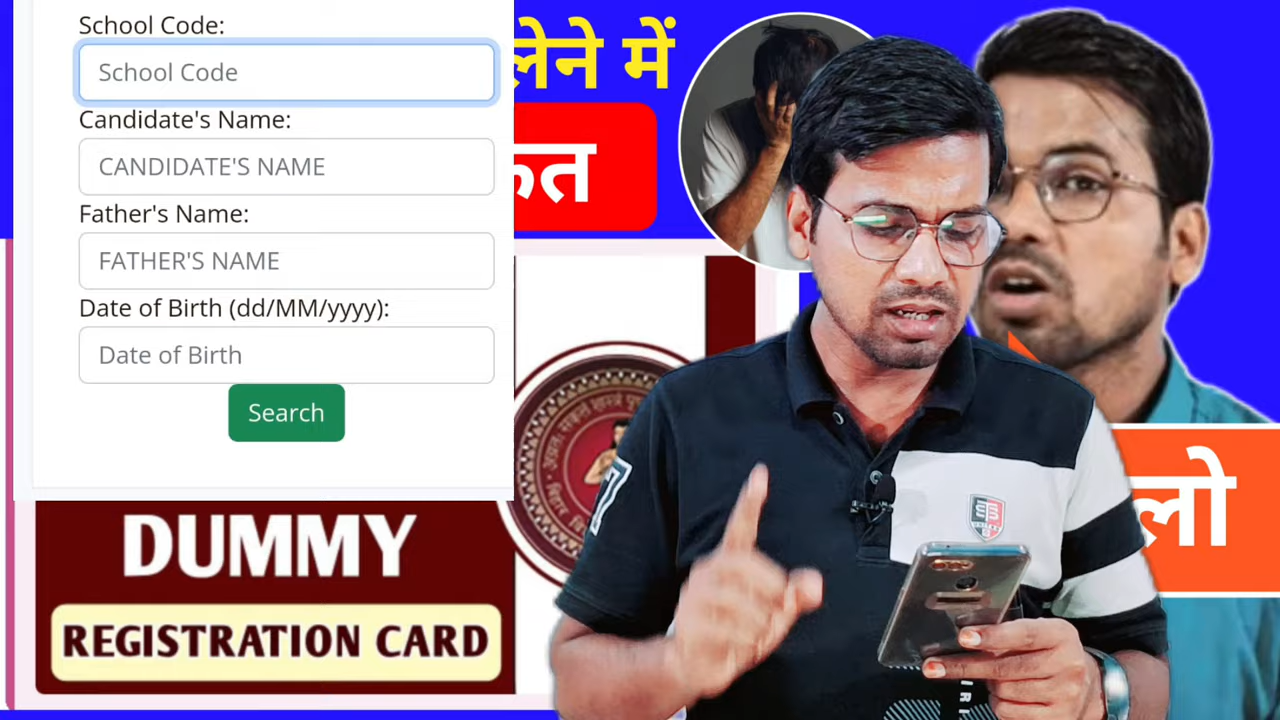 School Code:
School Code
Candidate's Name:
CANDIDATE'S NAME
Father's Name:
FATHER'S NAME
Date of Birth (dd/MM/yyyy):
Date of Birth
Search
लेने में
DUMMY
REGISTRATION CARD
7